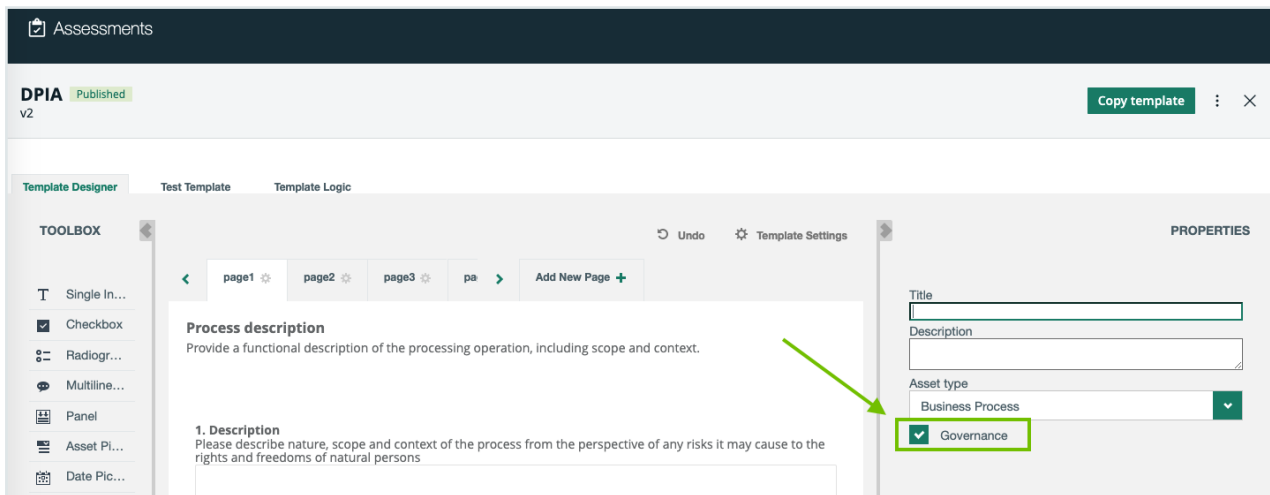 Assessments
DPIA Published
v2
Copy template
Template Designer Test Template Template Logic
TOOLBOX
Undo Template Settings
PROPERTIES
page1 page2 page3 pa Add New Page
Single In...
Checkbox
Radiogr...
Multiline...
Panel
Asset Pi...
Date Pic...
Process description
Provide a functional description of the processing operation, including scope and context.
1. Description
Please describe nature, scope and context of the process from the perspective of any risks it may cause to the
rights and freedoms of natural persons
Title
Description
Asset type
Business Process
Governance